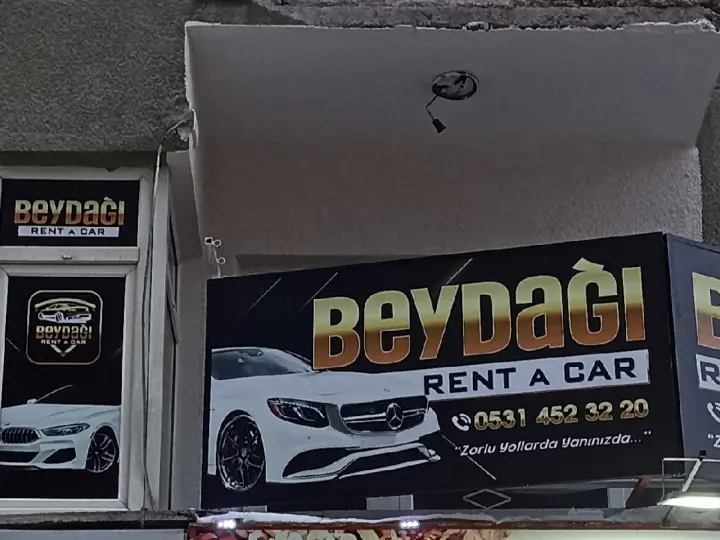 BeYDaĞI
RENT A CAR
BeYDaĞI
RENT A CAR
BeYDaĞI
RENT A CAR
0531 452 32 20
"Zorlu Yollarda Yanınızda..."